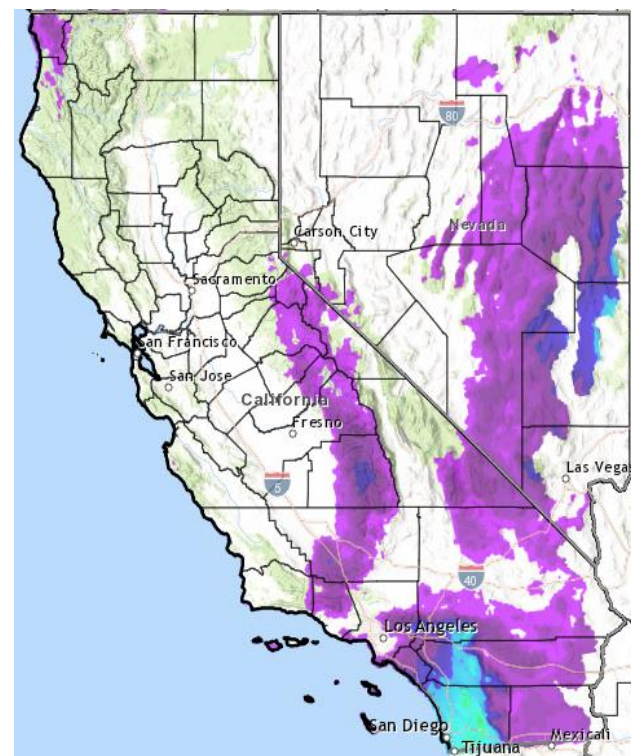 80
Nevada
Carson City
Sacramento
San Francisco
San Jose
California
Fresno
5
Las Vegas
40
Los Angeles
San Diego
Tijuana
Mexicali